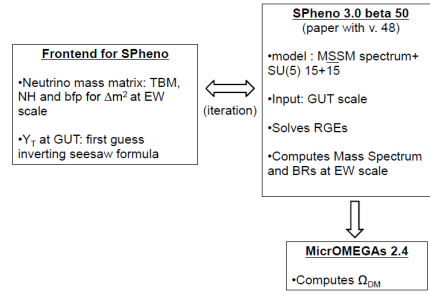 Frontend for SPheno
•Neutrino mass matrix: TBM,
NH and bfp for Δm² at EW
scale
•Y_T at GUT: first guess
inverting seesaw formula
(iteration)
SPheno 3.0 beta 50
(paper with v. 48)
•model : MSSM spectrum+
SU(5) 15+1̅5̅
•Input: GUT scale
•Solves RGEs
•Computes Mass Spectrum
and BRs at EW scale
MicrOMEGAs 2.4
•Computes Ω_DM